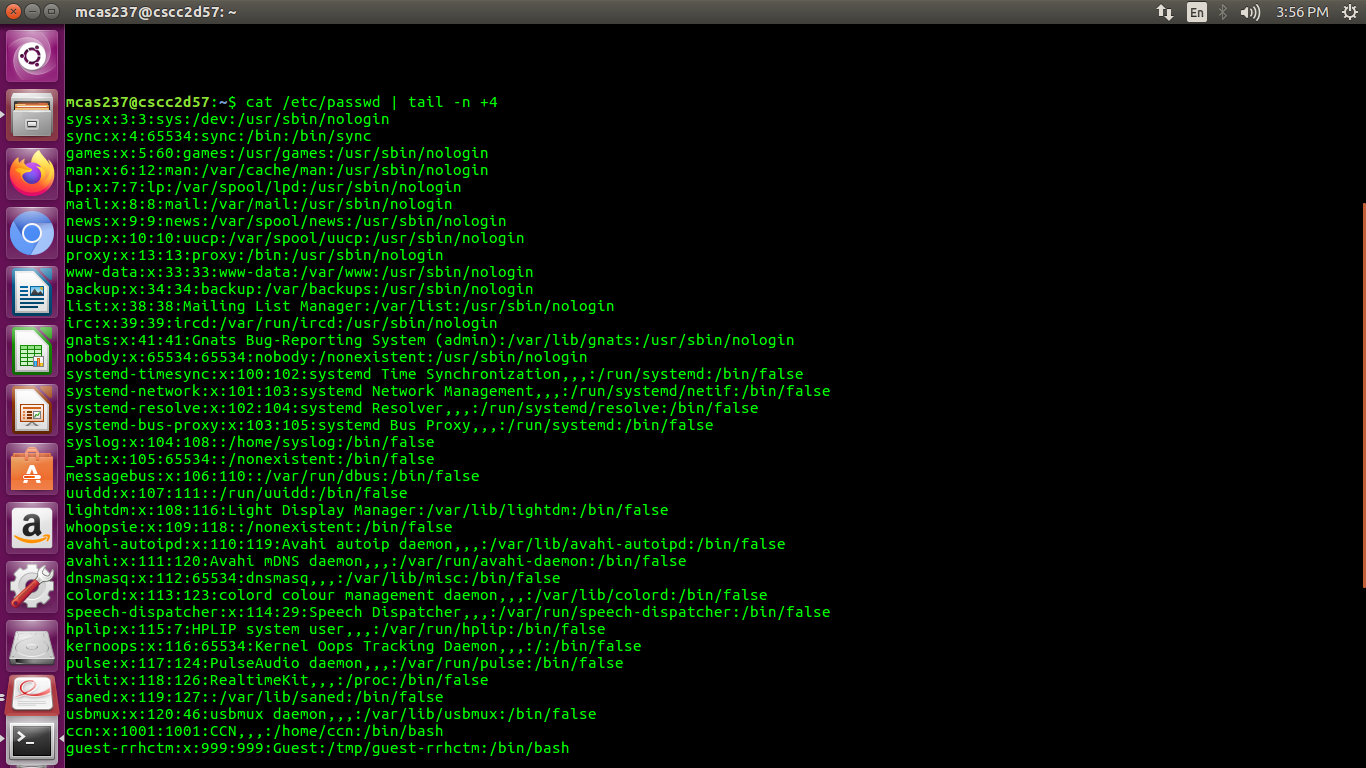 mcas237@cscc2d57: ~
En
3:56 PM
mcas237@cscc2d57:~$ cat /etc/passwd | tail -n +4
sys:x:3:3:sys:/dev:/usr/sbin/nologin
sync:x:4:65534:sync:/bin:/bin/sync
games:x:5:60:games:/usr/games:/usr/sbin/nologin
man:x:6:12:man:/var/cache/man:/usr/sbin/nologin
lp:x:7:7:lp:/var/spool/lpd:/usr/sbin/nologin
mail:x:8:8:mail:/var/mail:/usr/sbin/nologin
news:x:9:9:news:/var/spool/news:/usr/sbin/nologin
uucp:x:10:10:uucp:/var/spool/uucp:/usr/sbin/nologin
proxy:x:13:13:proxy:/bin:/usr/sbin/nologin
www-data:x:33:33:www-data:/var/www:/usr/sbin/nologin
backup:x:34:34:backup:/var/backups:/usr/sbin/nologin
list:x:38:38:Mailing List Manager:/var/list:/usr/sbin/nologin
irc:x:39:39:ircd:/var/run/ircd:/usr/sbin/nologin
gnats:x:41:41:Gnats Bug-Reporting System (admin):/var/lib/gnats:/usr/sbin/nologin
nobody:x:65534:65534:nobody:/nonexistent:/usr/sbin/nologin
systemd-timesync:x:100:102:systemd Time Synchronization,,,:/run/systemd:/bin/false
systemd-network:x:101:103:systemd Network Management,,,:/run/systemd/netif:/bin/false
systemd-resolve:x:102:104:systemd Resolver,,,:/run/systemd/resolve:/bin/false
systemd-bus-proxy:x:103:105:systemd Bus Proxy,,,:/run/systemd:/bin/false
syslog:x:104:108::/home/syslog:/bin/false
_apt:x:105:65534::/nonexistent:/bin/false
messagebus:x:106:110::/var/run/dbus:/bin/false
uuidd:x:107:111::/run/uuidd:/bin/false
lightdm:x:108:116:Light Display Manager:/var/lib/lightdm:/bin/false
whoopsie:x:109:118::/nonexistent:/bin/false
avahi-autoipd:x:110:119:Avahi autoip daemon,,,:/var/lib/avahi-autoipd:/bin/false
avahi:x:111:120:Avahi mDNS daemon,,,:/var/run/avahi-daemon:/bin/false
dnsmasq:x:112:65534:dnsmasq,,,:/var/lib/misc:/bin/false
colord:x:113:123:colord colour management daemon,,,:/var/lib/colord:/bin/false
speech-dispatcher:x:114:29:Speech Dispatcher,,,:/var/run/speech-dispatcher:/bin/false
hplip:x:115:7:HPLIP system user,,,:/var/run/hplip:/bin/false
kernoops:x:116:65534:Kernel Oops Tracking Daemon,,,:/:/bin/false
pulse:x:117:124:PulseAudio daemon,,,:/var/run/pulse:/bin/false
rtkit:x:118:126:RealtimeKit,,,:/proc:/bin/false
saned:x:119:127::/var/lib/saned:/bin/false
usbmux:x:120:46:usbmux daemon,,,:/var/lib/usbmux:/bin/false
ccn:x:1001:1001:CCN,,,:/home/ccn:/bin/bash
guest-rrhctm:x:999:999:Guest:/tmp/guest-rrhctm:/bin/bash